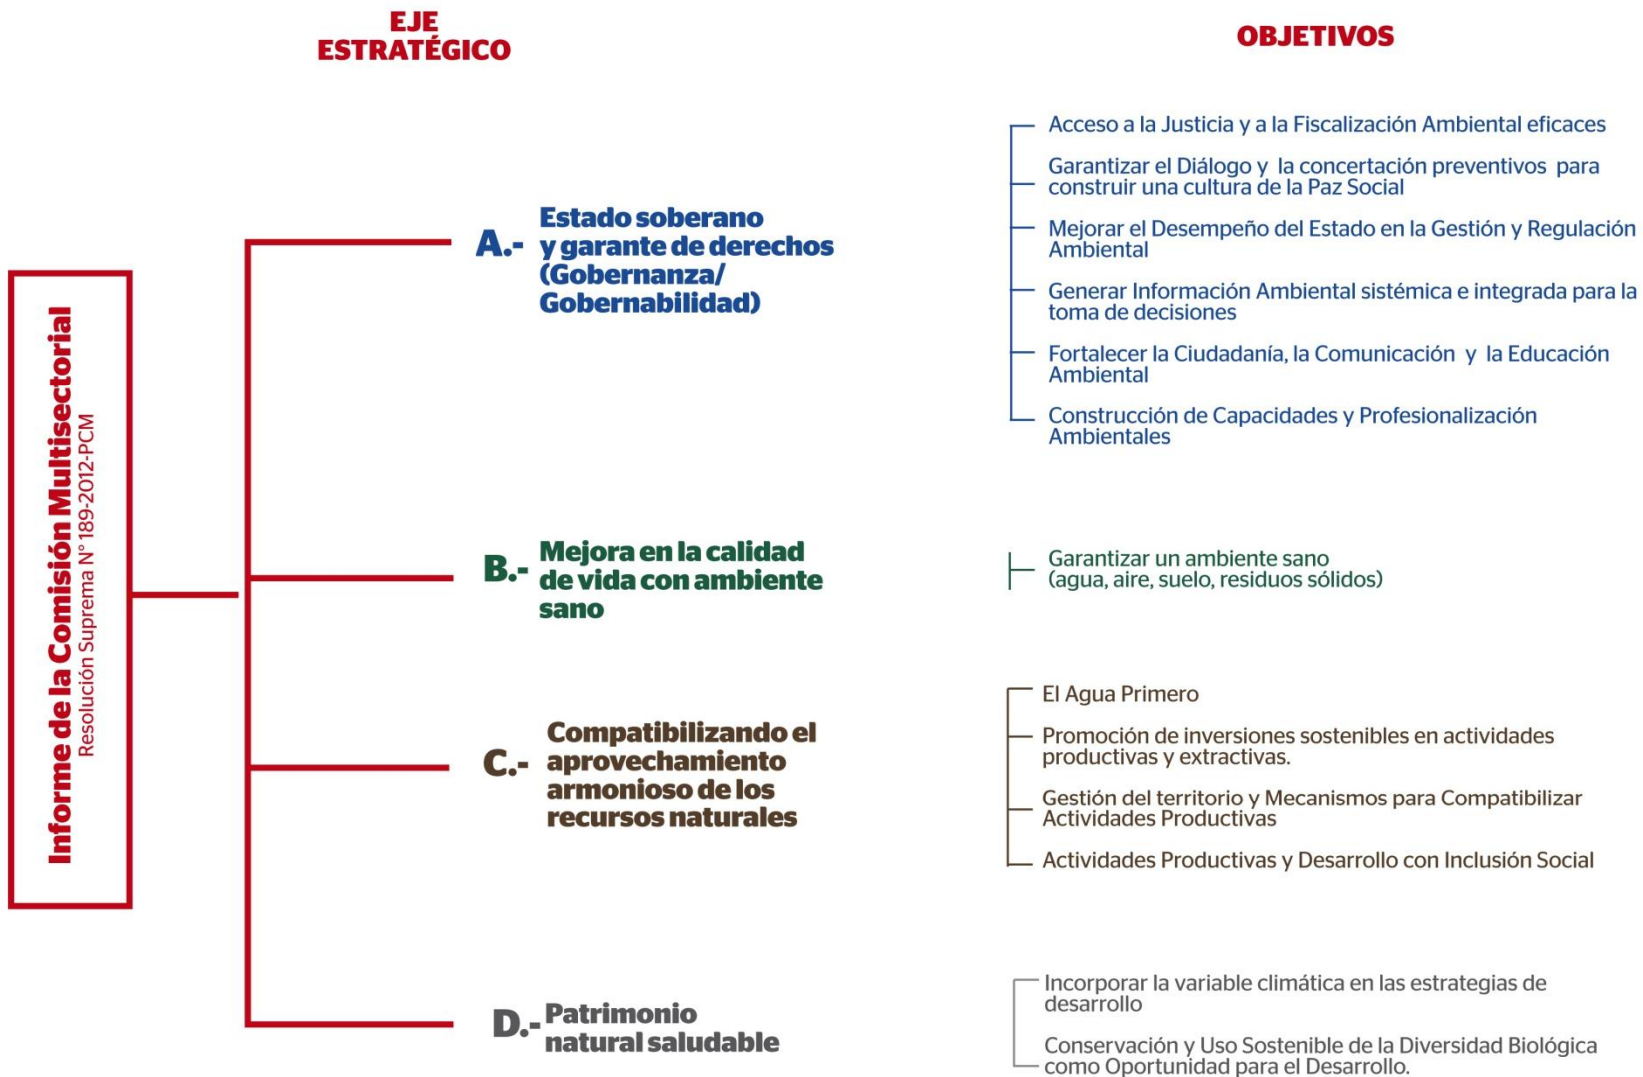 EJE
ESTRATÉGICO
OBJETIVOS
Informe de la Comisión Multisectorial
Resolución Suprema N° 189-2012-PCM
A.- Estado soberano
y garante de derechos
(Gobernanza/
Gobernabilidad)
Acceso a la Justicia y a la Fiscalización Ambiental eficaces
Garantizar el Diálogo y la concertación preventivos para
construir una cultura de la Paz Social
Mejorar el Desempeño del Estado en la Gestión y Regulación
Ambiental
Generar Información Ambiental sistémica e integrada para la
toma de decisiones
Fortalecer la Ciudadanía, la Comunicación y la Educación
Ambiental
Construcción de Capacidades y Profesionalización
Ambientales
B.- Mejora en la calidad
de vida con ambiente
sano
Garantizar un ambiente sano
(agua, aire, suelo, residuos sólidos)
C.- Compatibilizando el
aprovechamiento
armonioso de los
recursos naturales
El Agua Primero
Promoción de inversiones sostenibles en actividades
productivas y extractivas.
Gestión del territorio y Mecanismos para Compatibilizar
Actividades Productivas
Actividades Productivas y Desarrollo con Inclusión Social
D.- Patrimonio
natural saludable
Incorporar la variable climática en las estrategias de
desarrollo
Conservación y Uso Sostenible de la Diversidad Biológica
como Oportunidad para el Desarrollo.